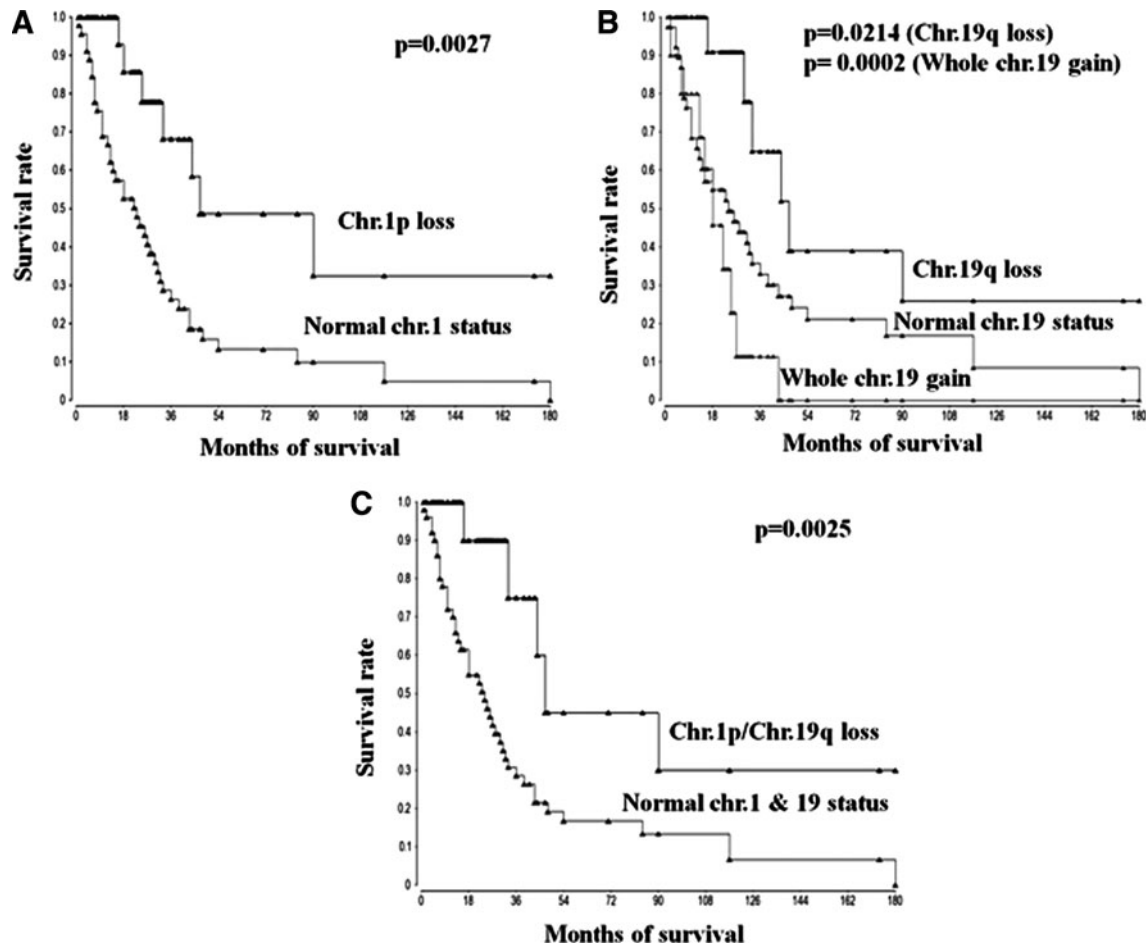 A
p=0.0027
Survival rate
1.0
0.9
0.8
0.7
0.6
0.5
0.4
0.3
0.2
0.1
0
Chr.1p loss
Normal chr.1 status
0 18 36 54 72 90 108 126 144 162 180
Months of survival
B
p=0.0214 (Chr.19q loss)
p= 0.0002 (Whole chr.19 gain)
Survival rate
1.0
0.9
0.8
0.7
0.6
0.5
0.4
0.3
0.2
0.1
0
Chr.19q loss
Normal chr.19 status
Whole chr.19 gain
0 18 36 54 72 90 108 126 144 162 180
Months of survival
C
p=0.0025
Survival rate
1.0
0.9
0.8
0.7
0.6
0.5
0.4
0.3
0.2
0.1
0
Chr.1p/Chr.19q loss
Normal chr.1 & 19 status
0 18 36 54 72 90 108 126 144 162 180
Months of survival